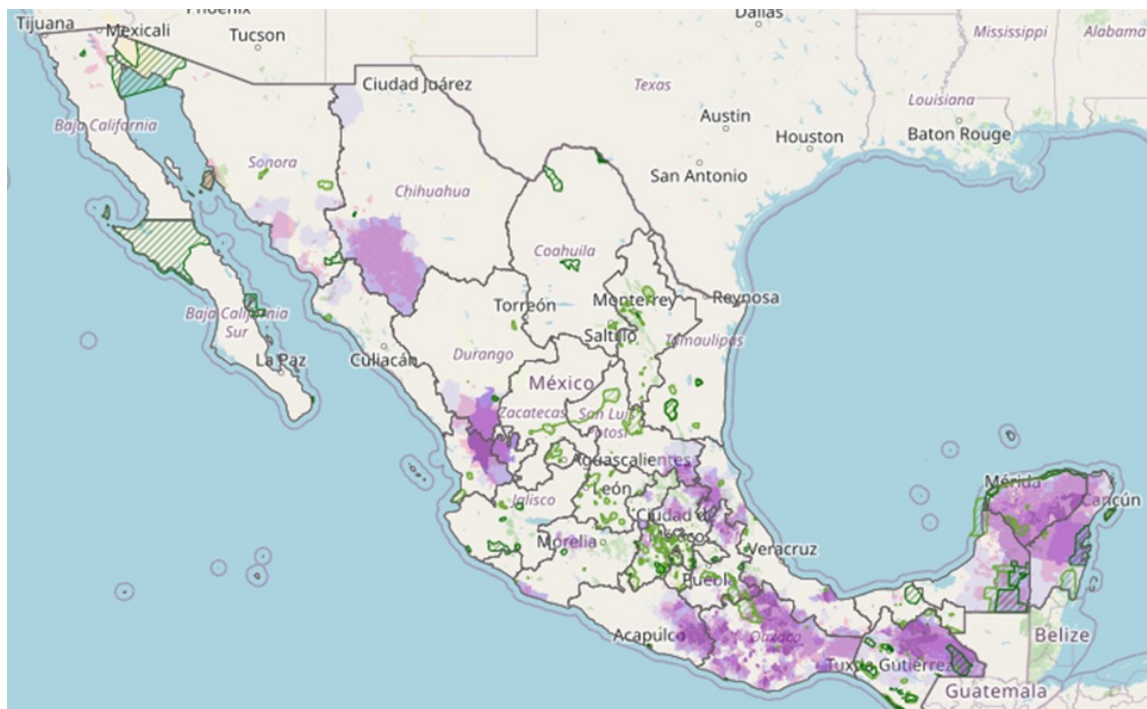 Phoenix
Dallas
Tijuana
Mexicali
Tucson
Mississippi
Alabama
Ciudad Juárez
Texas
Louisiana
Austin
Baja California
Houston
Baton Rouge
Sonora
San Antonio
Chihuahua
Coahuila
Baja California
Sur
Torreón
Monterrey
Reynosa
Saltillo
Tamaulipas
La Paz
Culiacán
Durango
México
Zacatecas
San Luis
Potosí
Aguascalientes
León
Mérida
Cancún
Jalisco
Ciudad de
Morelia
Veracruz
Puebla
Acapulco
Oaxaca
Tuxtla Gutiérrez
Belize
Guatemala